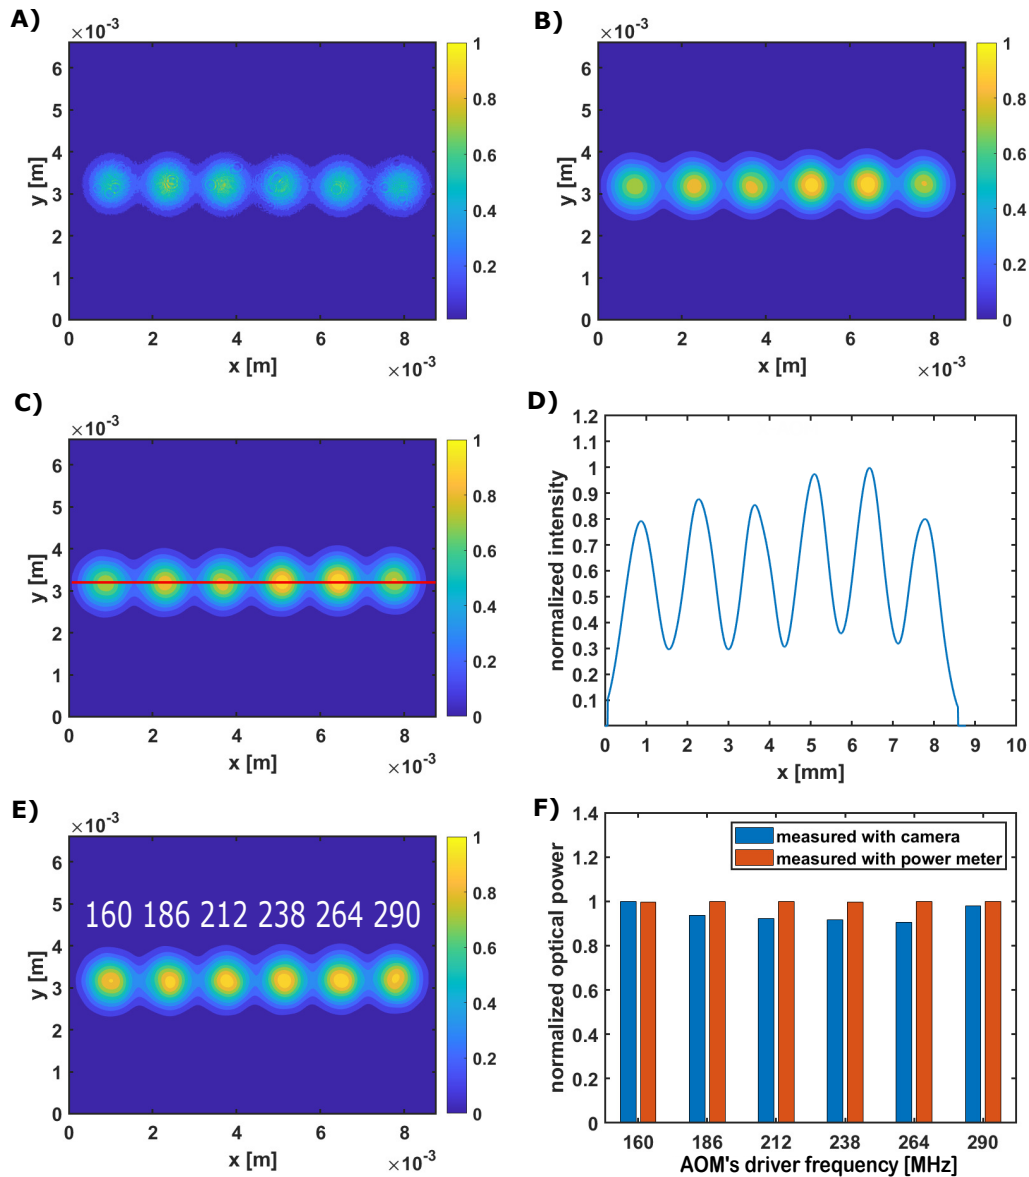 A)
×10⁻³
6
5
4
3
2
1
0
y [m]
0 2 4 6 8
x [m]
×10⁻³
1
0.8
0.6
0.4
0.2
B)
×10⁻³
6
5
4
3
2
1
0
y [m]
0 2 4 6 8
x [m]
×10⁻³
1
0.8
0.6
0.4
0.2
0
C)
×10⁻³
6
5
4
3
2
1
0
y [m]
0 2 4 6 8
x [m]
×10⁻³
1
0.8
0.6
0.4
0.2
0
D)
1.2
1
0.9
0.8
0.7
0.6
0.5
0.4
0.3
0.2
0.1
normalized intensity
0 1 2 3 4 5 6 7 8 9 10
x [mm]
E)
×10⁻³
6
5
4
3
2
1
0
y [m]
160 186 212 238 264 290
0 2 4 6 8
x [m]
×10⁻³
1
0.8
0.6
0.4
0.2
0
F)
1.4
1.2
1
0.8
0.6
0.4
0.2
0
normalized optical power
measured with camera
measured with power meter
160 186 212 238 264 290
AOM's driver frequency [MHz]